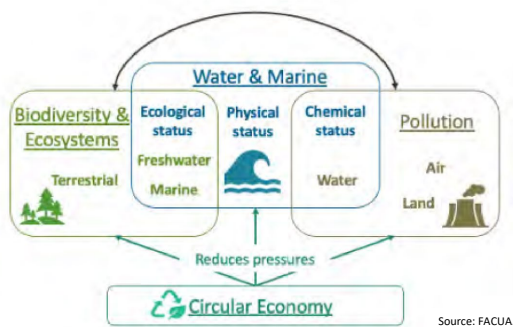 Water & Marine
Biodiversity &
Ecosystems
Terrestrial
Ecological
status
Freshwater
Marine
Physical
status
Chemical
status
Water
Pollution
Air
Land
Reduces pressures
Circular Economy
Source: FACUA